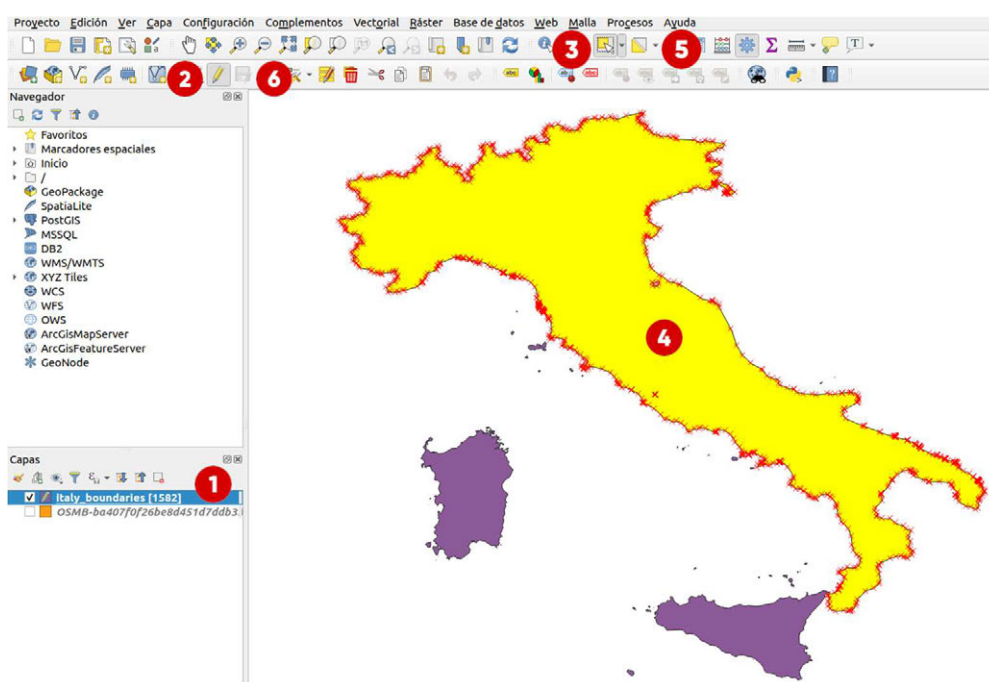 Proyecto Edición Ver Capa Configuración Complementos Vectorial Ráster Base de datos Web Malla Procesos Ayuda
3
5
2
6
Navegador
Favoritos
Marcadores espaciales
Inicio
/
GeoPackage
SpatiaLite
PostGIS
MSSQL
DB2
WMS/WMTS
XYZ Tiles
WCS
WFS
OWS
ArcGisMapServer
ArcGisFeatureServer
GeoNode
4
Capas
1
Italy_boundaries [1582]
OSMB-ba407f0f26be8d451d7ddb3.